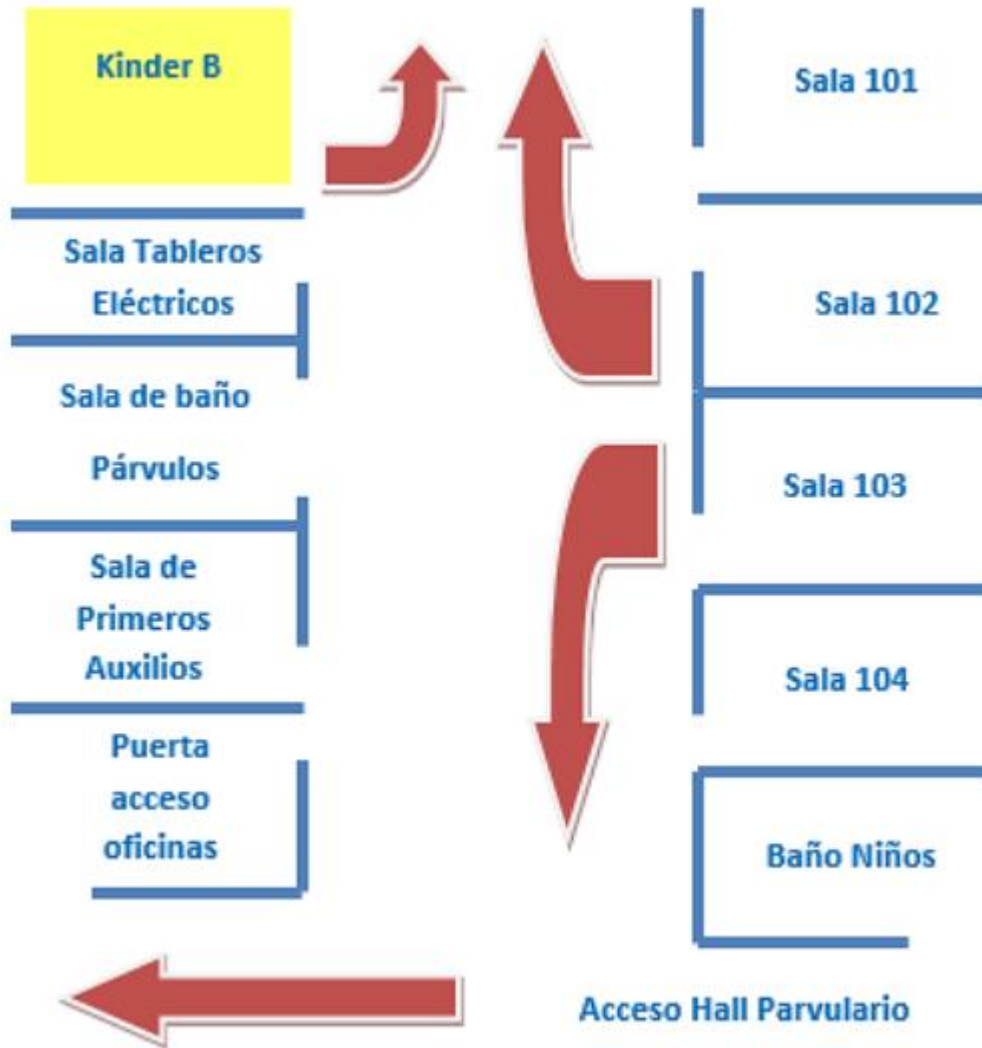 Kinder B
Sala Tableros
Eléctricos
Sala de baño
Párvulos
Sala de
Primeros
Auxilios
Puerta
acceso
oficinas
Sala 101
Sala 102
Sala 103
Sala 104
Baño Niños
Acceso Hall Parvulario